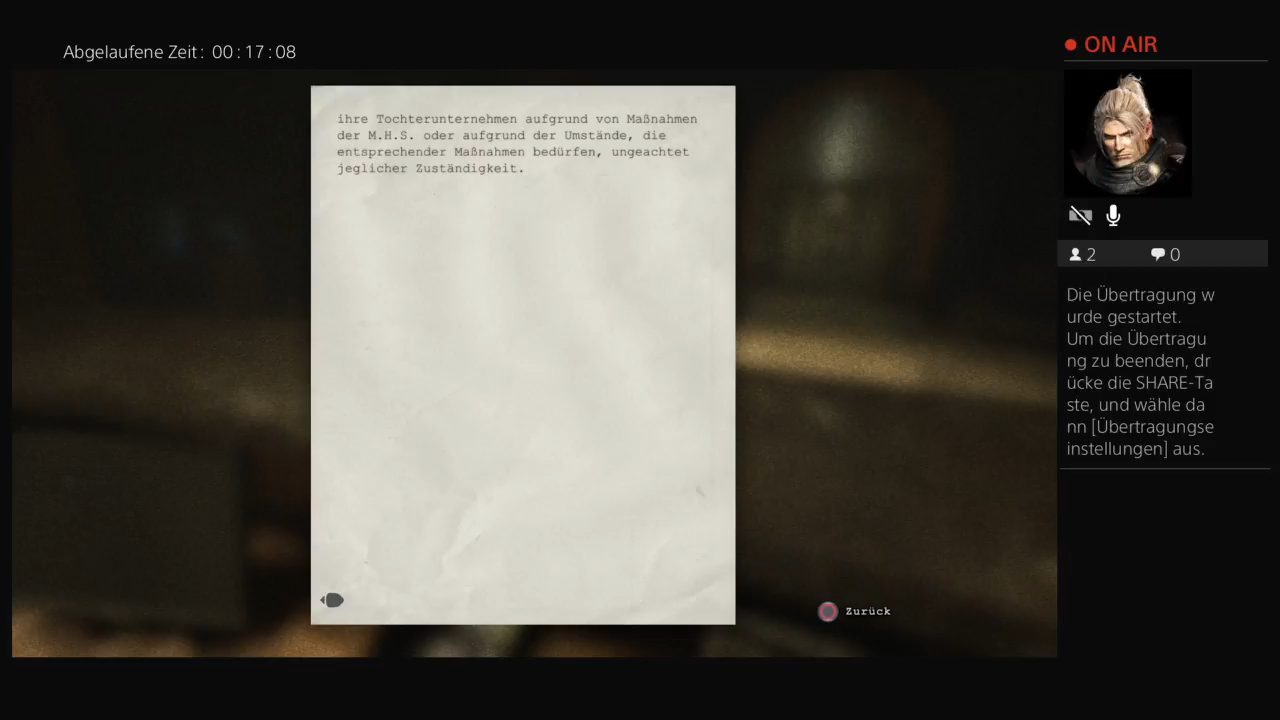 Abgelaufene Zeit: 00:17:08
ihre Tochterunternehmen aufgrund von Maßnahmen
der M.H.S. oder aufgrund der Umstände, die
entsprechender Maßnahmen bedürfen, ungeachtet
jeglicher Zuständigkeit.
Zurück
ON AIR
2 0
Die Übertragung w
urde gestartet.
Um die Übertragu
ng zu beenden, dr
ücke die SHARE-Ta
ste, und wähle da
nn [Übertragungse
instellungen] aus.